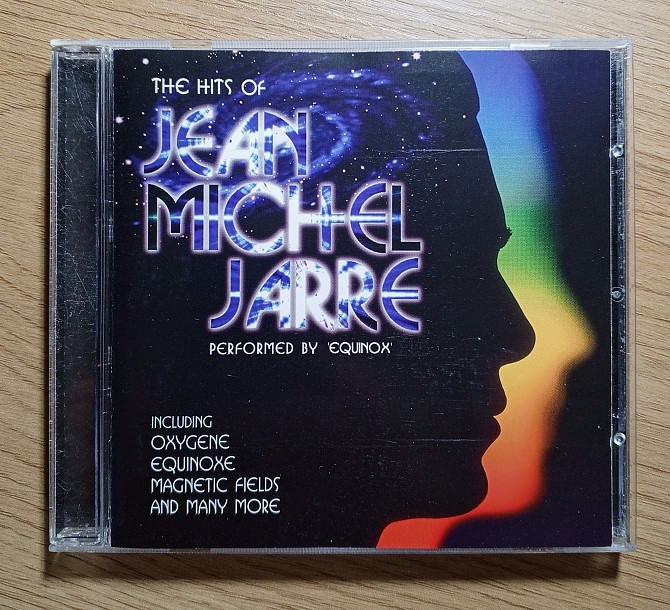 THE HITS OF
JEAN
MICHEL
JARRE
PERFORMED BY 'EQUINOX'
INCLUDING
OXYGENE
EQUINOXE
MAGNETIC FIELDS
AND MANY MORE